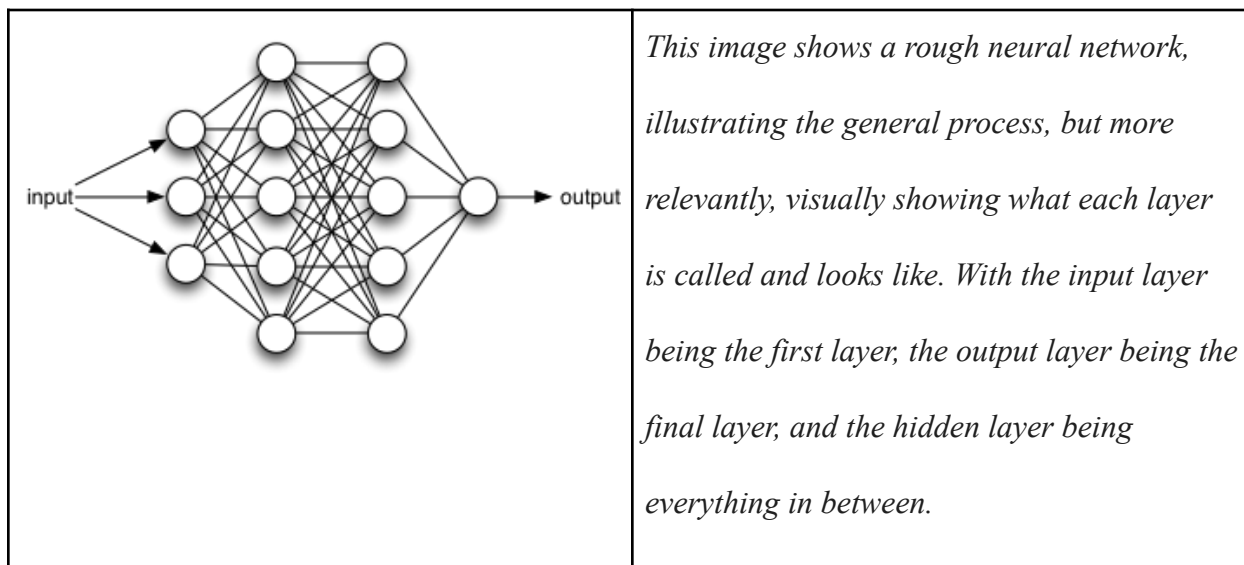 input
output
This image shows a rough neural network,
illustrating the general process, but more
relevantly, visually showing what each layer
is called and looks like. With the input layer
being the first layer, the output layer being the
final layer, and the hidden layer being
everything in between.